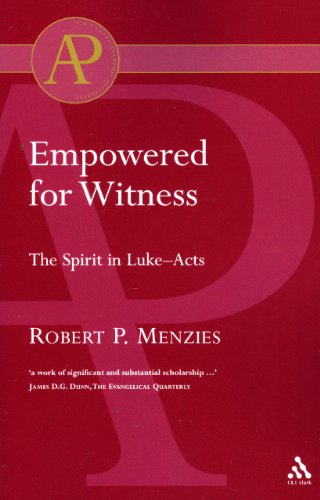 AP
Empowered
for Witness
The Spirit in Luke–Acts
Robert P. Menzies
‘a work of significant and substantial scholarship ...’
James D.G. Dunn, The Evangelical Quarterly
t&t clark